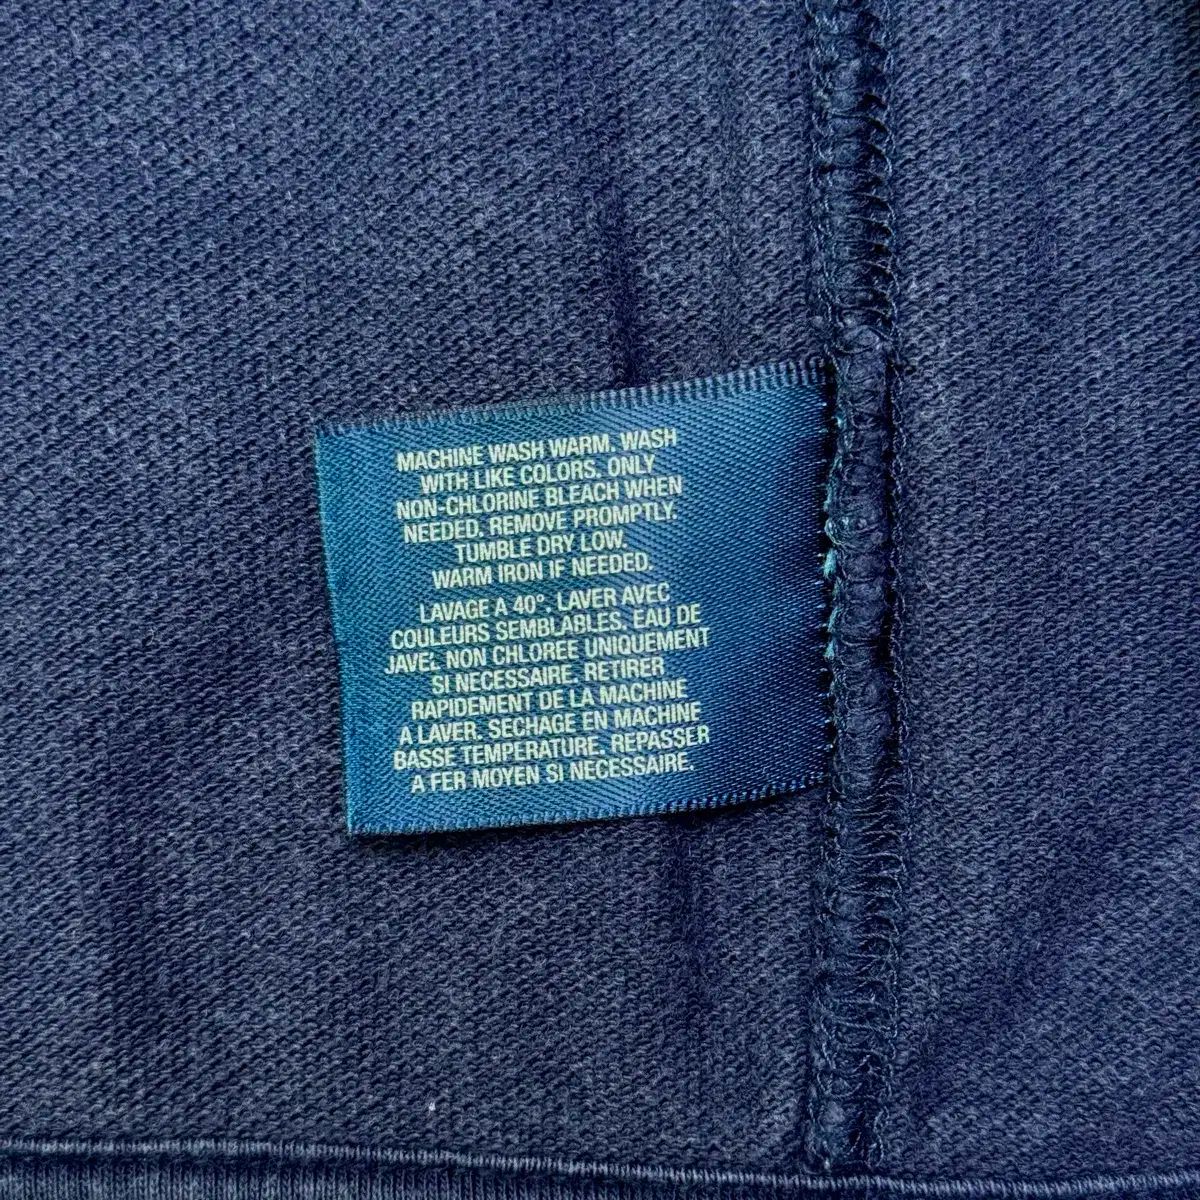 MACHINE WASH WARM. WASH
WITH LIKE COLORS. ONLY
NON-CHLORINE BLEACH WHEN
NEEDED. REMOVE PROMPTLY.
TUMBLE DRY LOW.
WARM IRON IF NEEDED.
LAVAGE A 40°. LAVER AVEC
COULEURS SEMBLABLES. EAU DE
JAVEL NON CHLOREE UNIQUEMENT
SI NECESSAIRE. RETIRER
RAPIDEMENT DE LA MACHINE
A LAVER. SECHAGE EN MACHINE
BASSE TEMPERATURE. REPASSER
A FER MOYEN SI NECESSAIRE.